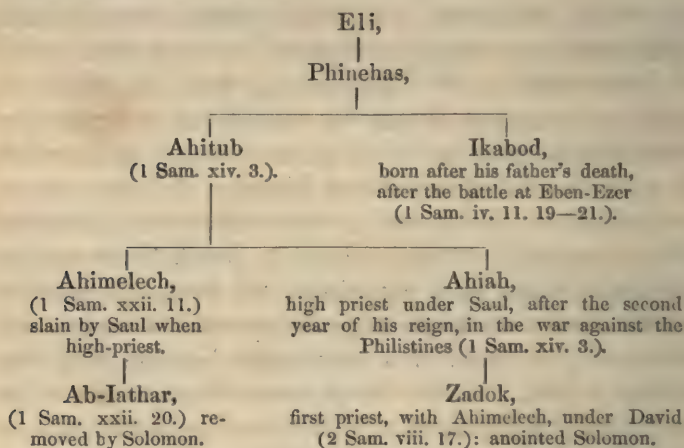 Eli,
Phinehas,
Ahitub
(1 Sam. xiv. 3.).
Ikabod,
born after his father's death,
after the battle at Eben-Ezer
(1 Sam. iv. 11. 19—21.).
Ahimelech,
(1 Sam. xxii. 11.)
slain by Saul when
high-priest.
Ahiah,
high priest under Saul, after the second
year of his reign, in the war against the
Philistines (1 Sam. xiv. 3.).
Ab-Iathar,
(1 Sam. xxii. 20.) re-
moved by Solomon.
Zadok,
first priest, with Ahimelech, under David
(2 Sam. viii. 17.): anointed Solomon.